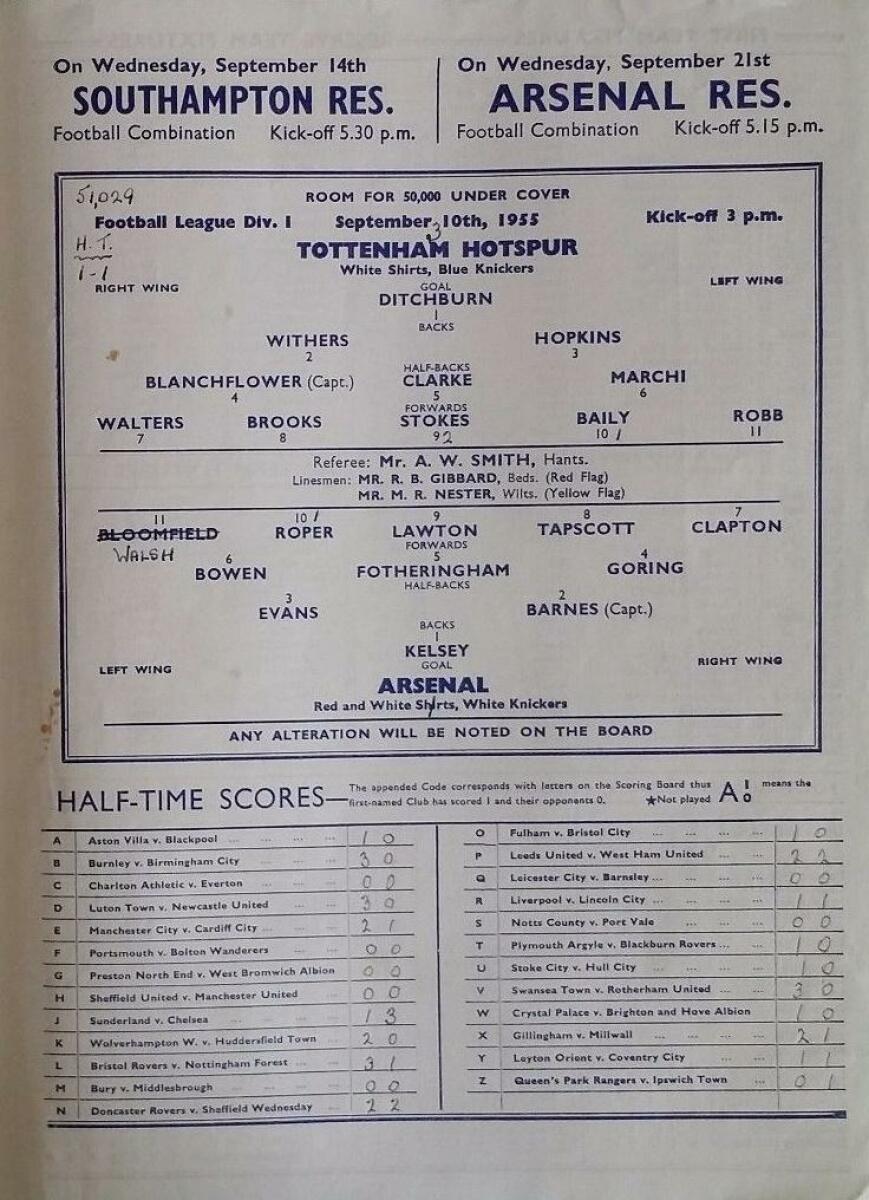 On Wednesday, September 14th
SOUTHAMPTON RES.
Football Combination Kick-off 5.30 p.m.
On Wednesday, September 21st
ARSENAL RES.
Football Combination Kick-off 5.15 p.m.
51,029
ROOM FOR 50,000 UNDER COVER
Football League Div. I September 10th, 1955 Kick-off 3 p.m.
H.T. 3
TOTTENHAM HOTSPUR
1-1
White Shirts, Blue Knickers
RIGHT WING GOAL LEFT WING
DITCHBURN
1
BACKS
WITHERS HOPKINS
2 3
HALF-BACKS
BLANCHFLOWER (Capt.) CLARKE MARCHI
4 5 6
FORWARDS
WALTERS BROOKS STOKES BAILY ROBB
7 8 9 2 10 1 11
Referee: Mr. A. W. SMITH, Hants.
Linesmen: MR. R. B. GIBBARD, Beds. (Red Flag)
MR. M. R. NESTER, Wilts. (Yellow Flag)
11 10 1 9 8 7
BLOOMFIELD ROPER LAWTON TAPSCOTT CLAPTON
WALSH FORWARDS
6 5 4
BOWEN FOTHERINGHAM GORING
HALF-BACKS
3 2
EVANS BARNES (Capt.)
BACKS
1
KELSEY
LEFT WING GOAL RIGHT WING
ARSENAL
Red and White Shirts, White Knickers
ANY ALTERATION WILL BE NOTED ON THE BOARD
HALF-TIME SCORES— The appended Code corresponds with letters on the Scoring Board thus A 1 0 means the
first-named Club has scored 1 and their opponents 0. ★Not played
A Aston Villa v. Blackpool ... ... ... 1 0
B Burnley v. Birmingham City ... ... 3 0
C Charlton Athletic v. Everton ... ... 0 0
D Luton Town v. Newcastle United ... 3 0
E Manchester City v. Cardiff City ... ... 2 1
F Portsmouth v. Bolton Wanderers ... 0 0
G Preston North End v. West Bromwich Albion 0 0
H Sheffield United v. Manchester United ... 0 0
J Sunderland v. Chelsea ... ... ... 1 3
K Wolverhampton W. v. Huddersfield Town ... 2 0
L Bristol Rovers v. Nottingham Forest ... ... 3 1
M Bury v. Middlesbrough ... ... ... 0 0
N Doncaster Rovers v. Sheffield Wednesday ... 2 2
O Fulham v. Bristol City ... ... ... 1 0
P Leeds United v. West Ham United ... ... 2 2
Q Leicester City v. Barnsley ... ... ... 0 0
R Liverpool v. Lincoln City ... ... ... 1 1
S Notts County v. Port Vale ... ... 0 0
T Plymouth Argyle v. Blackburn Rovers ... ... 1 0
U Stoke City v. Hull City ... ... ... 1 0
V Swansea Town v. Rotherham United ... ... 3 0
W Crystal Palace v. Brighton and Hove Albion 1 0
X Gillingham v. Millwall ... ... ... 2 1
Y Leyton Orient v. Coventry City ... ... 1 1
Z Queen's Park Rangers v. Ipswich Town ... 0 1